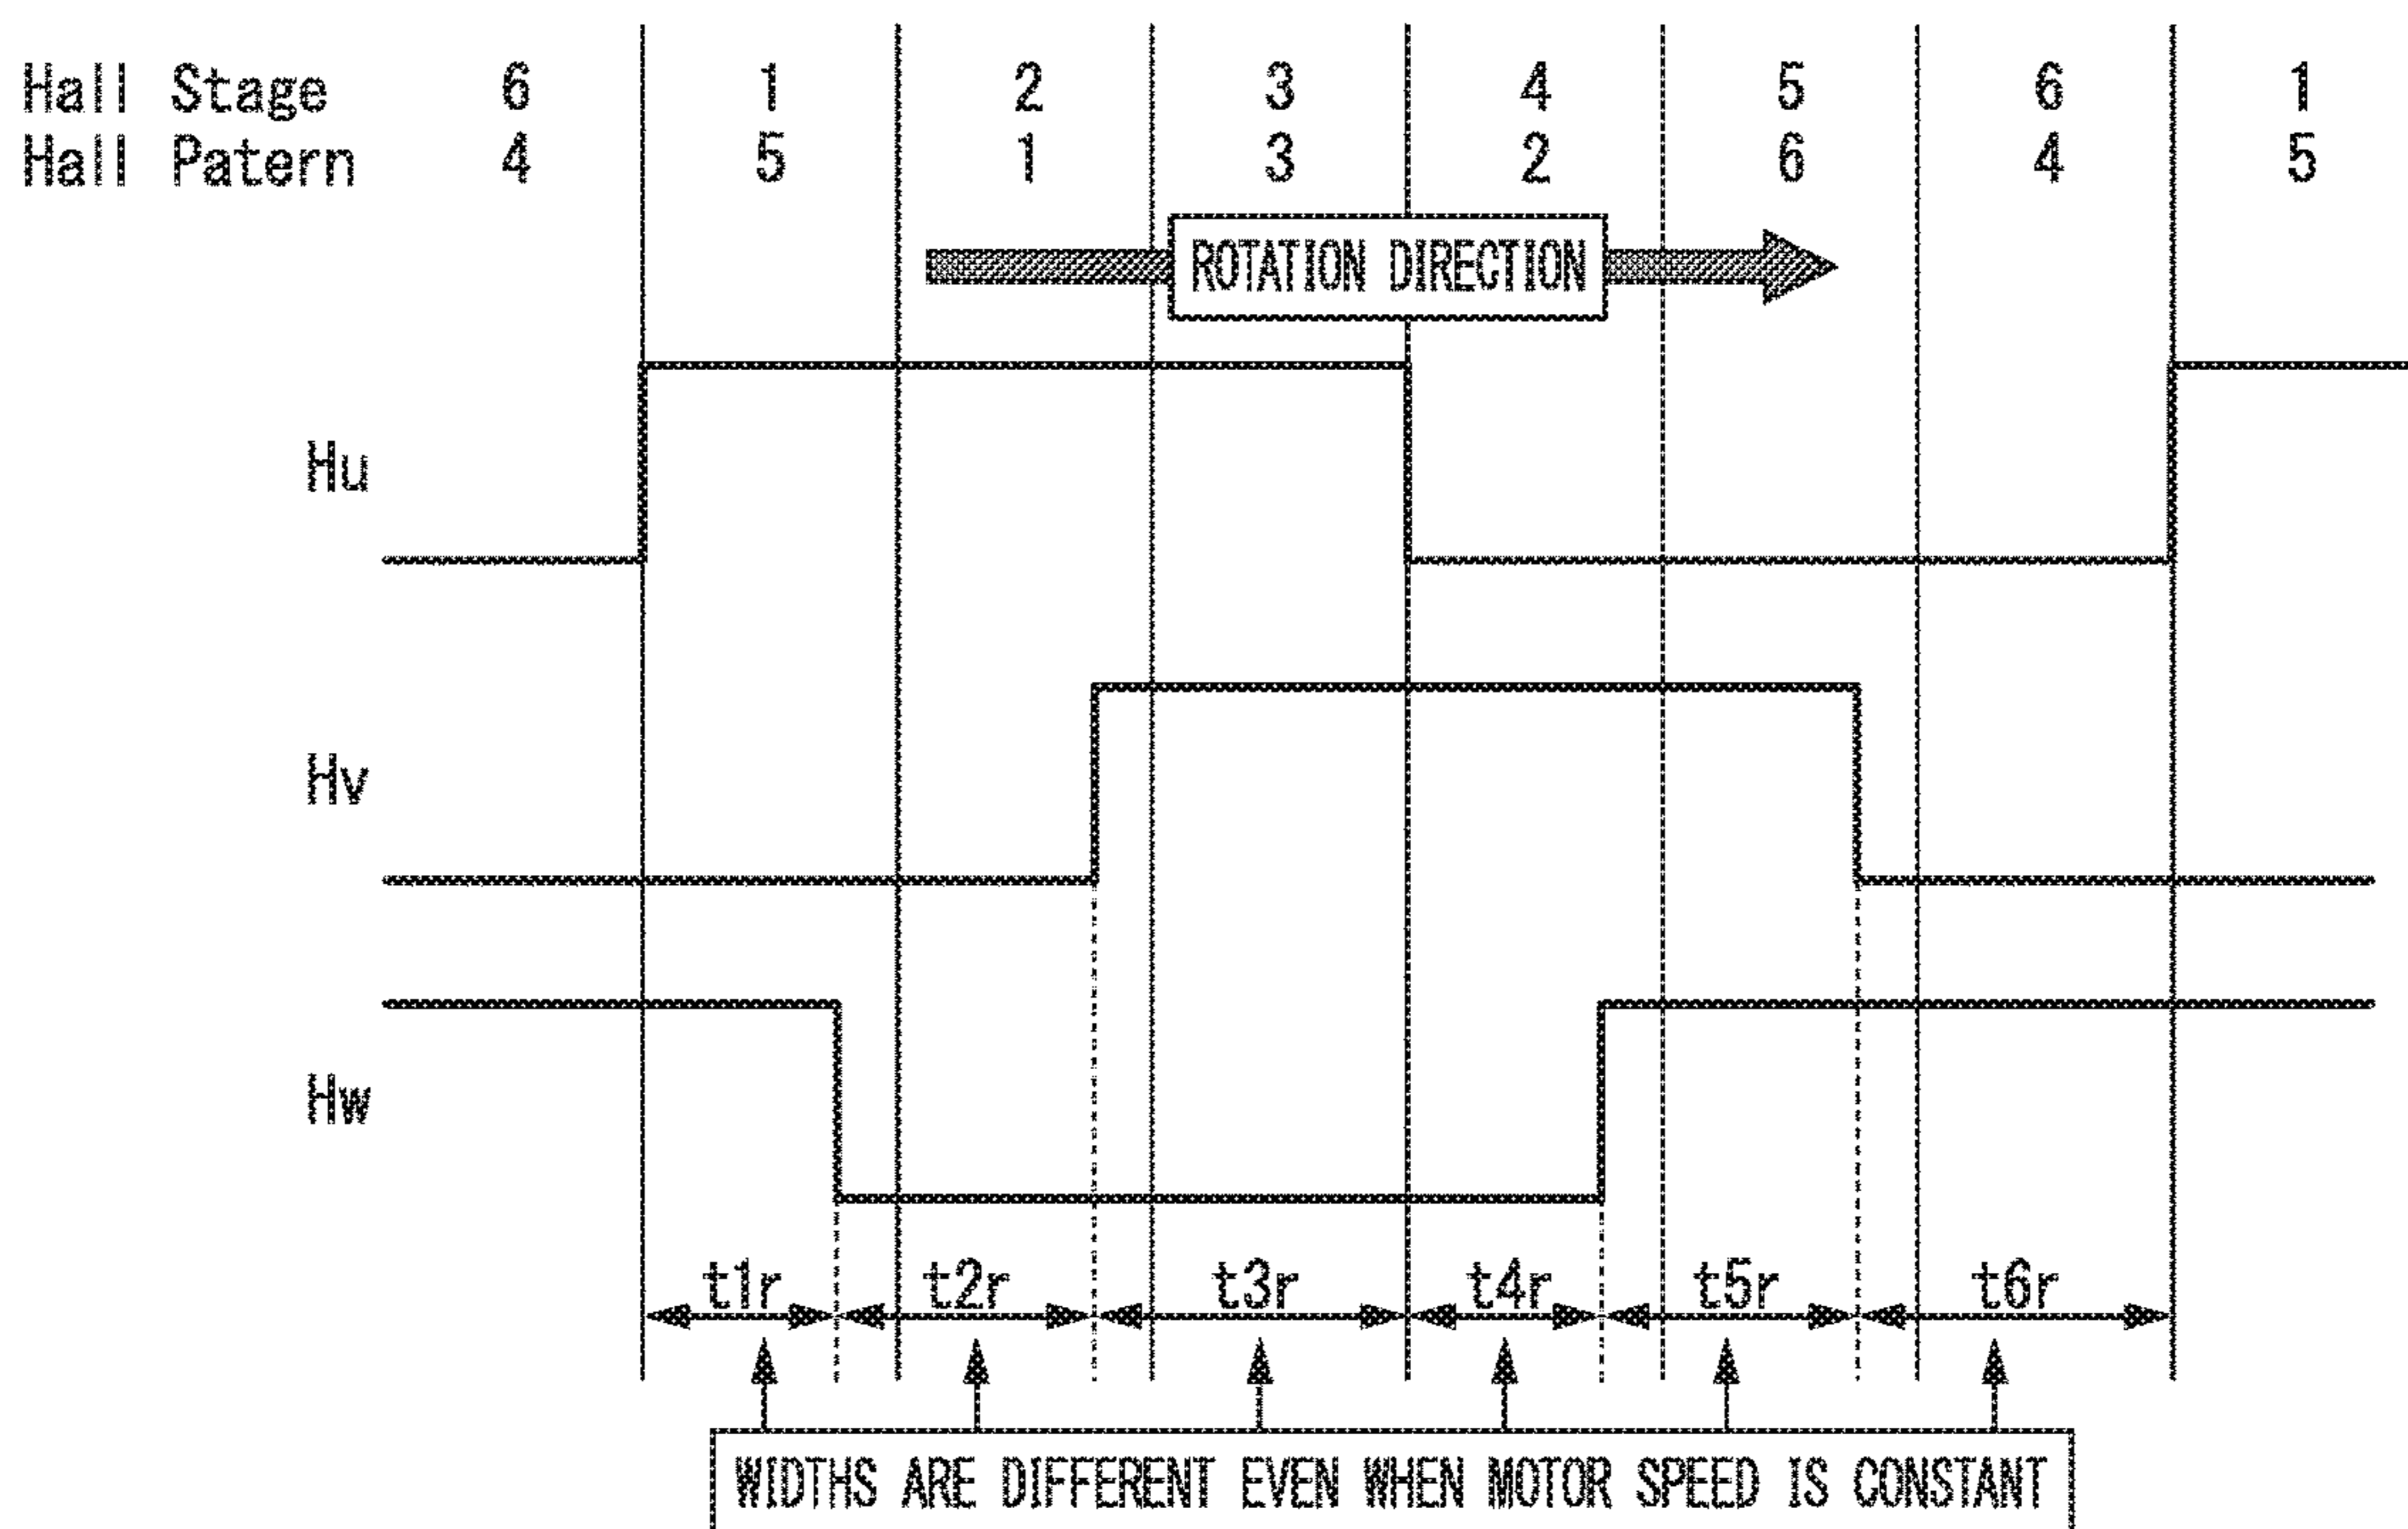 Hall Stage 6 1 2 3 4 5 6 1
Hall Patern 4 5 1 3 2 6 4 5
ROTATION DIRECTION
Hu
Hv
Hw
t1r t2r t3r t4r t5r t6r
WIDTHS ARE DIFFERENT EVEN WHEN MOTOR SPEED IS CONSTANT